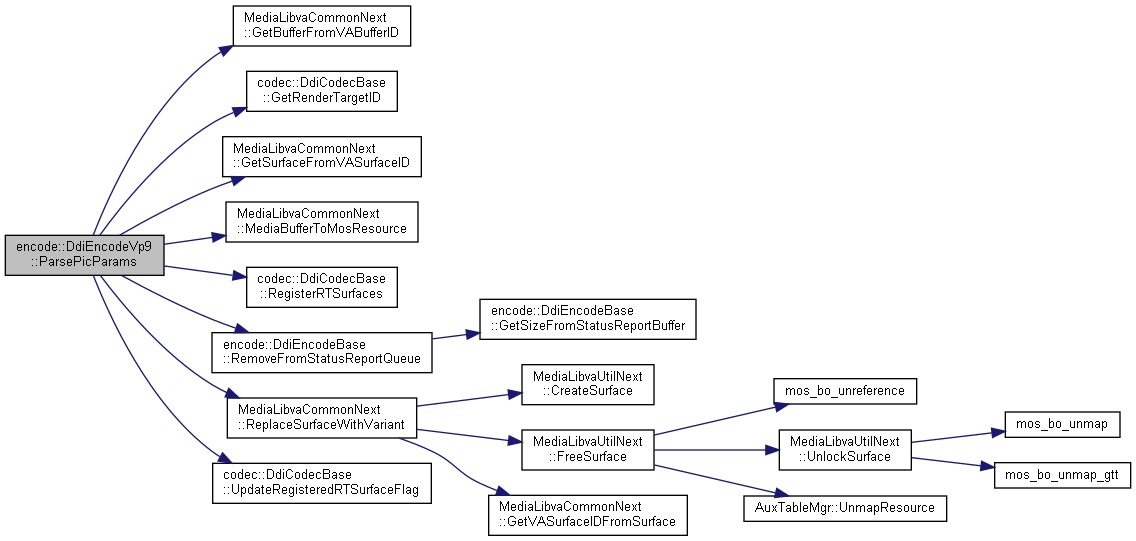 MediaLibvaCommonNext
::GetBufferFromVABufferID
codec::DdiCodecBase
::GetRenderTargetID
MediaLibvaCommonNext
::GetSurfaceFromVASurfaceID
MediaLibvaCommonNext
::MediaBufferToMosResource
encode::DdiEncodeVp9
::ParsePicParams
codec::DdiCodecBase
::RegisterRTSurfaces
encode::DdiEncodeBase
::RemoveFromStatusReportQueue
encode::DdiEncodeBase
::GetSizeFromStatusReportBuffer
MediaLibvaCommonNext
::ReplaceSurfaceWithVariant
MediaLibvaUtilNext
::CreateSurface
MediaLibvaUtilNext
::FreeSurface
MediaLibvaCommonNext
::GetVASurfaceIDFromSurface
mos_bo_unreference
MediaLibvaUtilNext
::UnlockSurface
AuxTableMgr::UnmapResource
mos_bo_unmap
mos_bo_unmap_gtt
codec::DdiCodecBase
::UpdateRegisteredRTSurfaceFlag